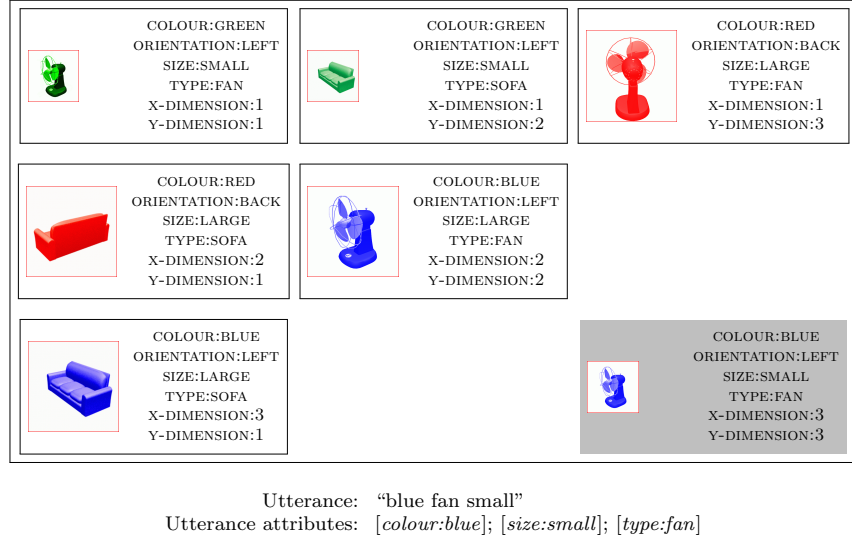 COLOUR:GREEN
ORIENTATION:LEFT
SIZE:SMALL
TYPE:FAN
X-DIMENSION:1
Y-DIMENSION:1
COLOUR:GREEN
ORIENTATION:LEFT
SIZE:SMALL
TYPE:SOFA
X-DIMENSION:1
Y-DIMENSION:2
COLOUR:RED
ORIENTATION:BACK
SIZE:LARGE
TYPE:FAN
X-DIMENSION:1
Y-DIMENSION:3
COLOUR:RED
ORIENTATION:BACK
SIZE:LARGE
TYPE:SOFA
X-DIMENSION:2
Y-DIMENSION:1
COLOUR:BLUE
ORIENTATION:LEFT
SIZE:LARGE
TYPE:FAN
X-DIMENSION:2
Y-DIMENSION:2
COLOUR:BLUE
ORIENTATION:LEFT
SIZE:LARGE
TYPE:SOFA
X-DIMENSION:3
Y-DIMENSION:1
COLOUR:BLUE
ORIENTATION:LEFT
SIZE:SMALL
TYPE:FAN
X-DIMENSION:3
Y-DIMENSION:3
Utterance: “blue fan small”
Utterance attributes: [colour:blue]; [size:small]; [type:fan]